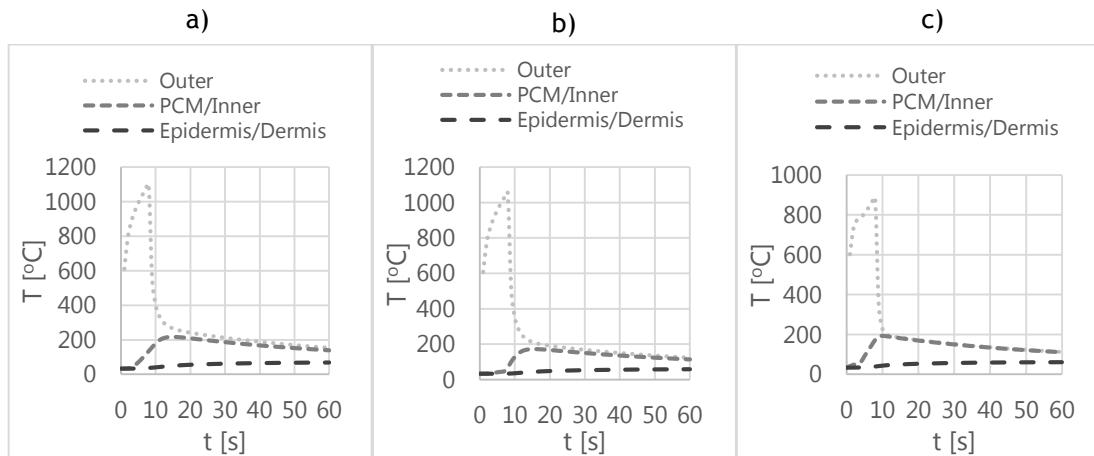 a)
Outer
PCM/Inner
Epidermis/Dermis
1200
1000
800
600
400
200
0
T [°C]
0 10 20 30 40 50 60
t [s]
b)
Outer
PCM/Inner
Epidermis/Dermis
1200
1000
800
600
400
200
0
T [°C]
0 10 20 30 40 50 60
t [s]
c)
Outer
PCM/Inner
Epidermis/Dermis
1000
800
600
400
200
0
T [°C]
0 10 20 30 40 50 60
t [s]